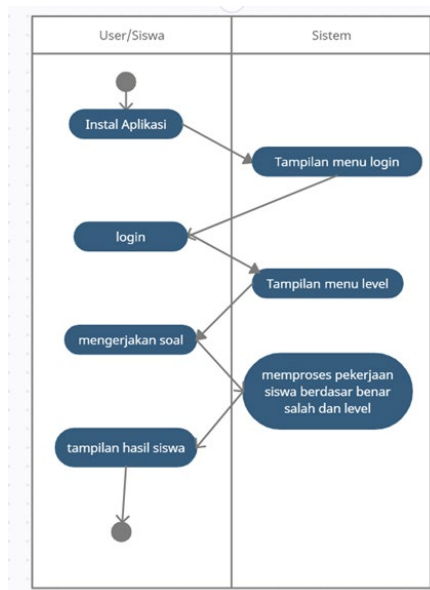 User/Siswa
Sistem
Instal Aplikasi
Tampilan menu login
login
Tampilan menu level
mengerjakan soal
memproses pekerjaan
siswa berdasar benar
salah dan level
tampilan hasil siswa